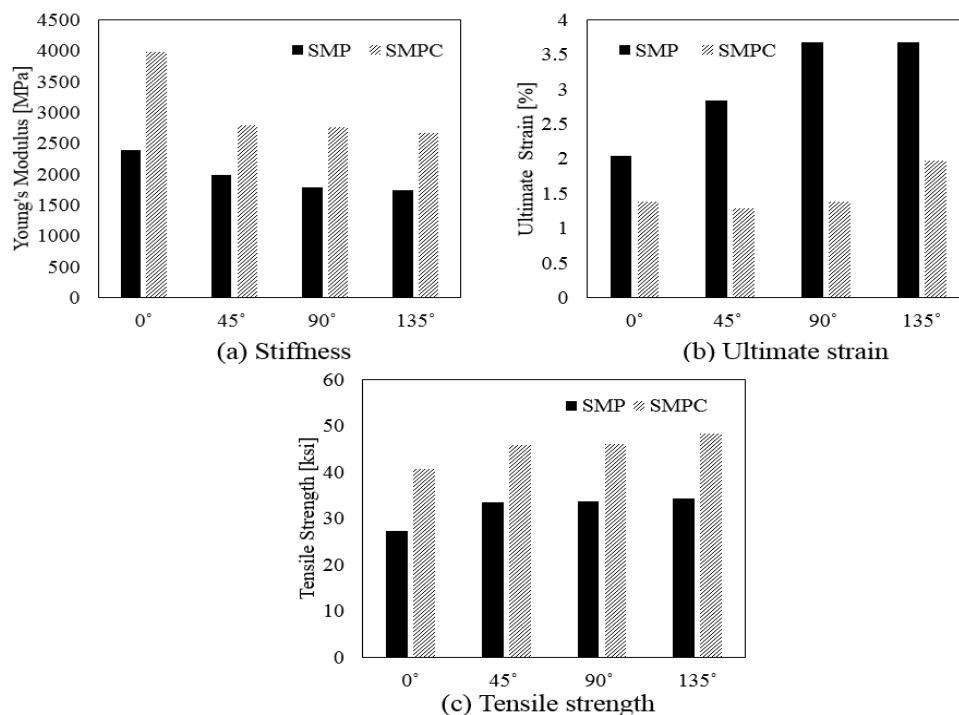 Young's Modulus [MPa]
4500
4000
3500
3000
2500
2000
1500
1000
500
0
SMP SMPC
0˚ 45˚ 90˚ 135˚
(a) Stiffness
Ultimate Strain [%]
4
3.5
3
2.5
2
1.5
1
0.5
0
SMP SMPC
0˚ 45˚ 90˚ 135˚
(b) Ultimate strain
Tensile Strength [ksi]
60
50
40
30
20
10
0
SMP SMPC
0˚ 45˚ 90˚ 135˚
(c) Tensile strength